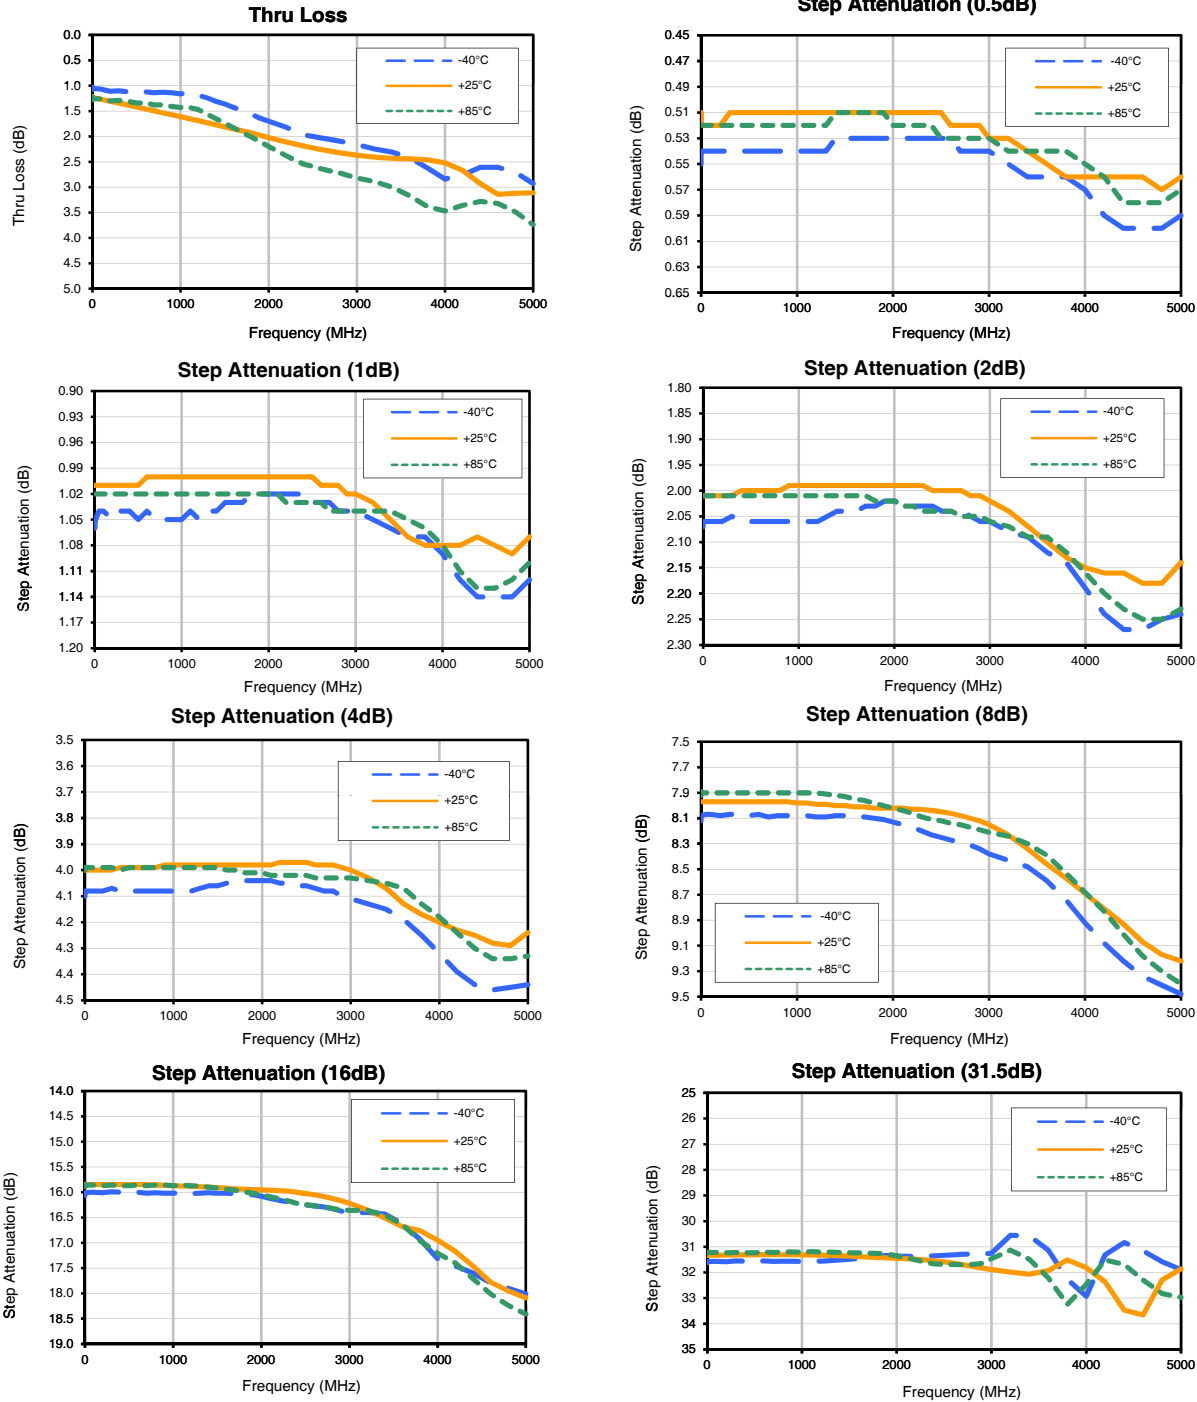 Thru Loss
0.0
0.5
1.0
1.5
2.0
2.5
3.0
3.5
4.0
4.5
5.0
Thru Loss (dB)
-40°C
+25°C
+85°C
0 1000 2000 3000 4000 5000
Frequency (MHz)
Step Attenuation (0.5dB)
0.45
0.47
0.49
0.51
0.53
0.55
0.57
0.59
0.61
0.63
0.65
Step Attenuation (dB)
-40°C
+25°C
+85°C
0 1000 2000 3000 4000 5000
Frequency (MHz)
Step Attenuation (1dB)
0.90
0.93
0.96
0.99
1.02
1.05
1.08
1.11
1.14
1.17
1.20
Step Attenuation (dB)
-40°C
+25°C
+85°C
0 1000 2000 3000 4000 5000
Frequency (MHz)
Step Attenuation (2dB)
1.80
1.85
1.90
1.95
2.00
2.05
2.10
2.15
2.20
2.25
2.30
Step Attenuation (dB)
-40°C
+25°C
+85°C
0 1000 2000 3000 4000 5000
Frequency (MHz)
Step Attenuation (4dB)
3.5
3.6
3.7
3.8
3.9
4.0
4.1
4.2
4.3
4.4
4.5
Step Attenuation (dB)
-40°C
+25°C
+85°C
0 1000 2000 3000 4000 5000
Frequency (MHz)
Step Attenuation (8dB)
7.5
7.7
7.9
8.1
8.3
8.5
8.7
8.9
9.1
9.3
9.5
Step Attenuation (dB)
-40°C
+25°C
+85°C
0 1000 2000 3000 4000 5000
Frequency (MHz)
Step Attenuation (16dB)
14.0
14.5
15.0
15.5
16.0
16.5
17.0
17.5
18.0
18.5
19.0
Step Attenuation (dB)
-40°C
+25°C
+85°C
0 1000 2000 3000 4000 5000
Frequency (MHz)
Step Attenuation (31.5dB)
25
26
27
28
29
30
31
32
33
34
35
Step Attenuation (dB)
-40°C
+25°C
+85°C
0 1000 2000 3000 4000 5000
Frequency (MHz)